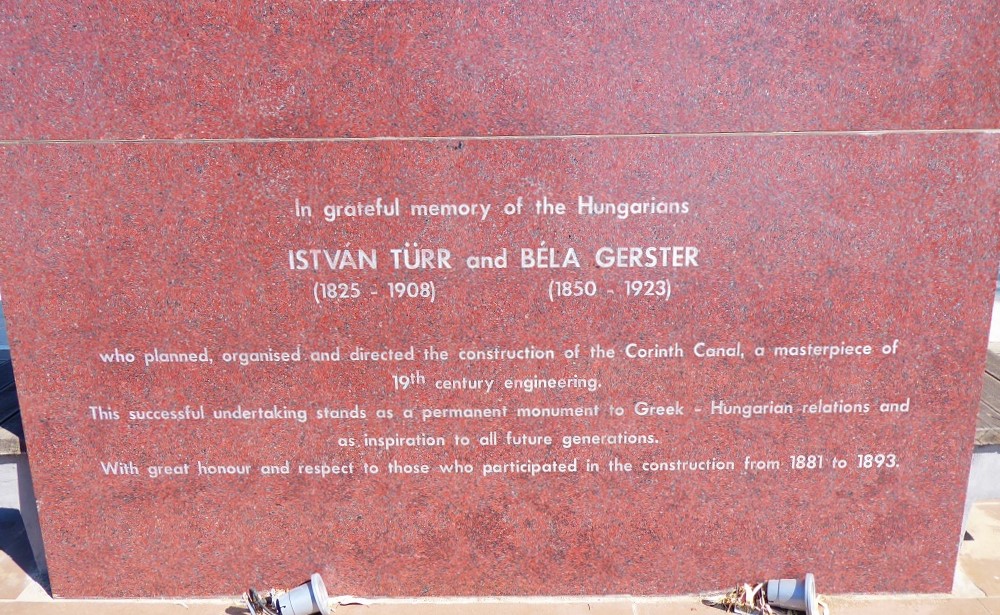 In grateful memory of the Hungarians
ISTVÁN TÜRR and BÉLA GERSTER
(1825 - 1908) (1850 - 1923)
who planned, organised and directed the construction of the Corinth Canal, a masterpiece of
19th century engineering.
This successful undertaking stands as a permanent monument to Greek - Hungarian relations and
as inspiration to all future generations.
With great honour and respect to those who participated in the construction from 1881 to 1893.